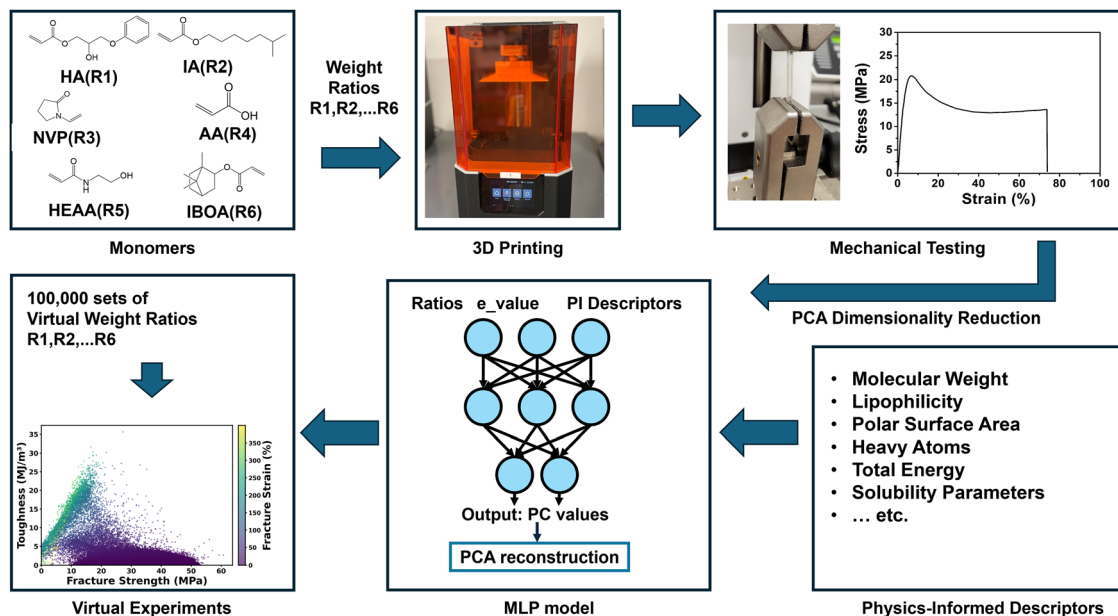 HA(R1)
IA(R2)
NVP(R3)
AA(R4)
HEAA(R5)
IBOA(R6)
Monomers
Weight
Ratios
R1,R2,...R6
3D Printing
Stress (MPa)
30
25
20
15
10
5
0
0 20 40 60 80 100
Strain (%)
Mechanical Testing
PCA Dimensionality Reduction
100,000 sets of
Virtual Weight Ratios
R1,R2,...R6
Toughness (MJ/m³)
35
30
25
20
15
10
5
0
0 10 20 30 40 50 60
Fracture Strength (MPa)
350
300
250
200
150
100
50
0
Fracture Strain (%)
Virtual Experiments
Ratios e_value PI Descriptors
Output: PC values
PCA reconstruction
MLP model
• Molecular Weight
• Lipophilicity
• Polar Surface Area
• Heavy Atoms
• Total Energy
• Solubility Parameters
• ... etc.
Physics-Informed Descriptors